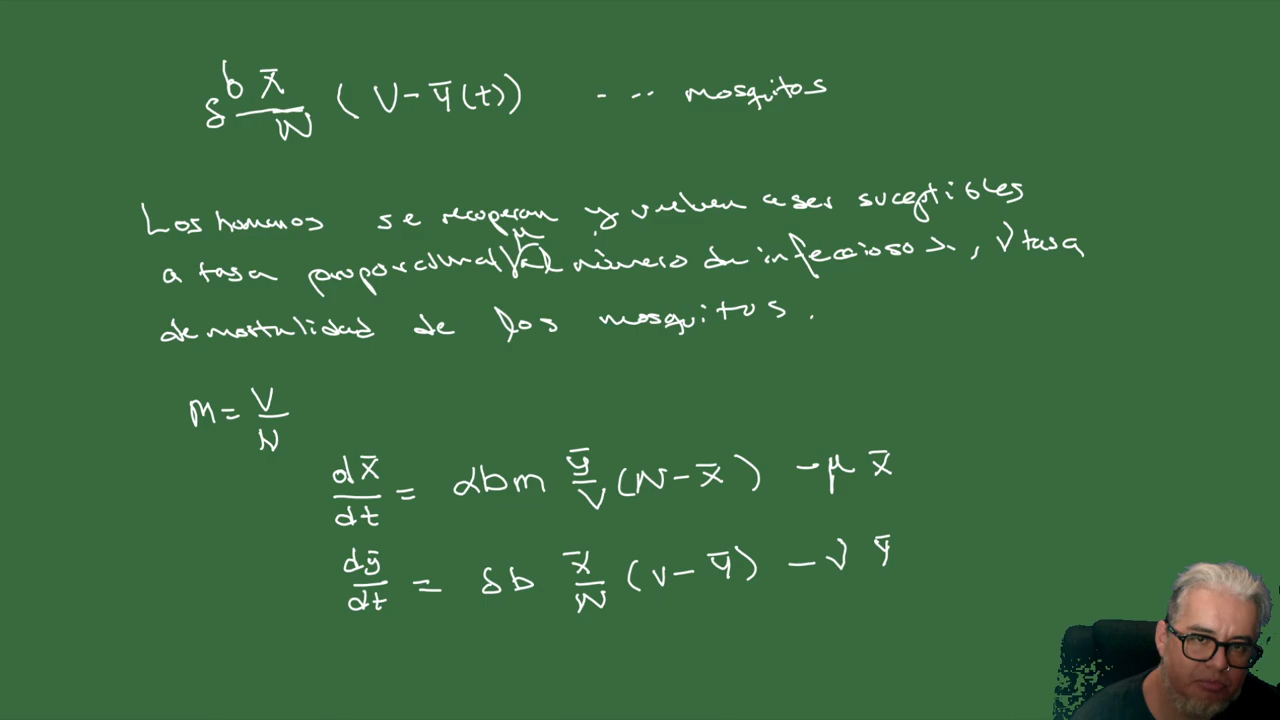 δ b x̄ / N ( V - ȳ(t)) - -- mosquitos
Los humanos se recuperan y vuelven a ser suceptibles
a tasa proporcional μ al número de infecciosos, ν tasa
de mortalidad de los mosquitos.
m = V / N
dx̄ / dt = αbm ȳ / V (N - x̄) - μ x̄
dȳ / dt = δb x̄ / N (V - ȳ) - ν ȳ